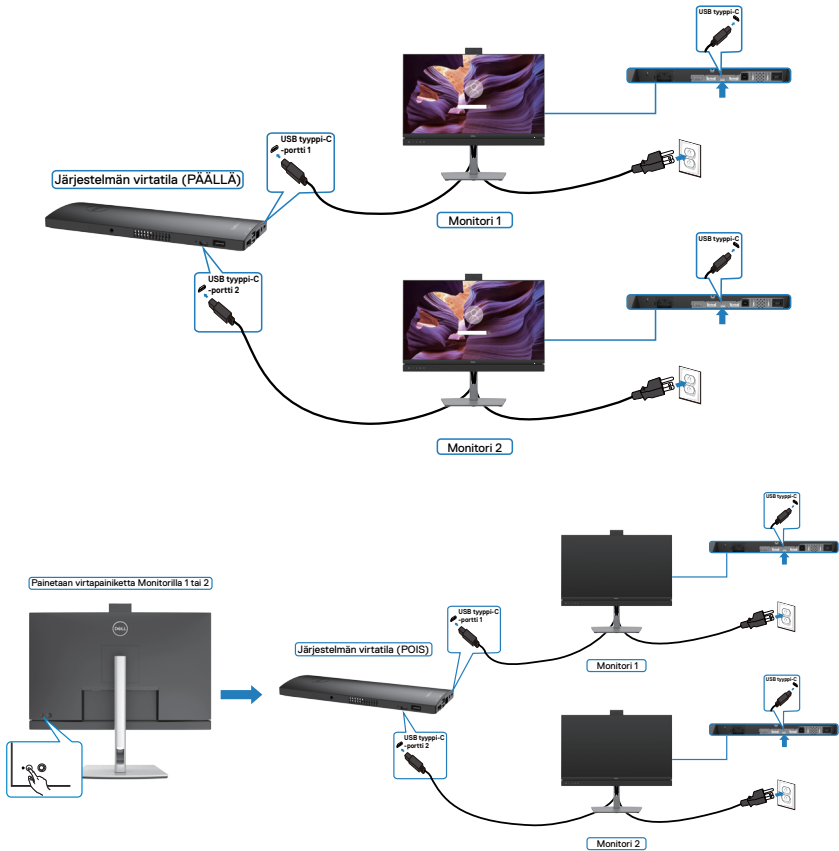 USB tyyppi-C
USB tyyppi-C
-portti 1
Järjestelmän virtatila (PÄÄLLÄ)
Monitori 1
USB tyyppi-C
USB tyyppi-C
-portti 2
Monitori 2
USB tyyppi-C
Painetaan virtapainiketta Monitorilla 1 tai 2
USB tyyppi-C
-portti 1
DELL
Järjestelmän virtatila (POIS)
Monitori 1
USB tyyppi-C
USB tyyppi-C
-portti 2
Monitori 2